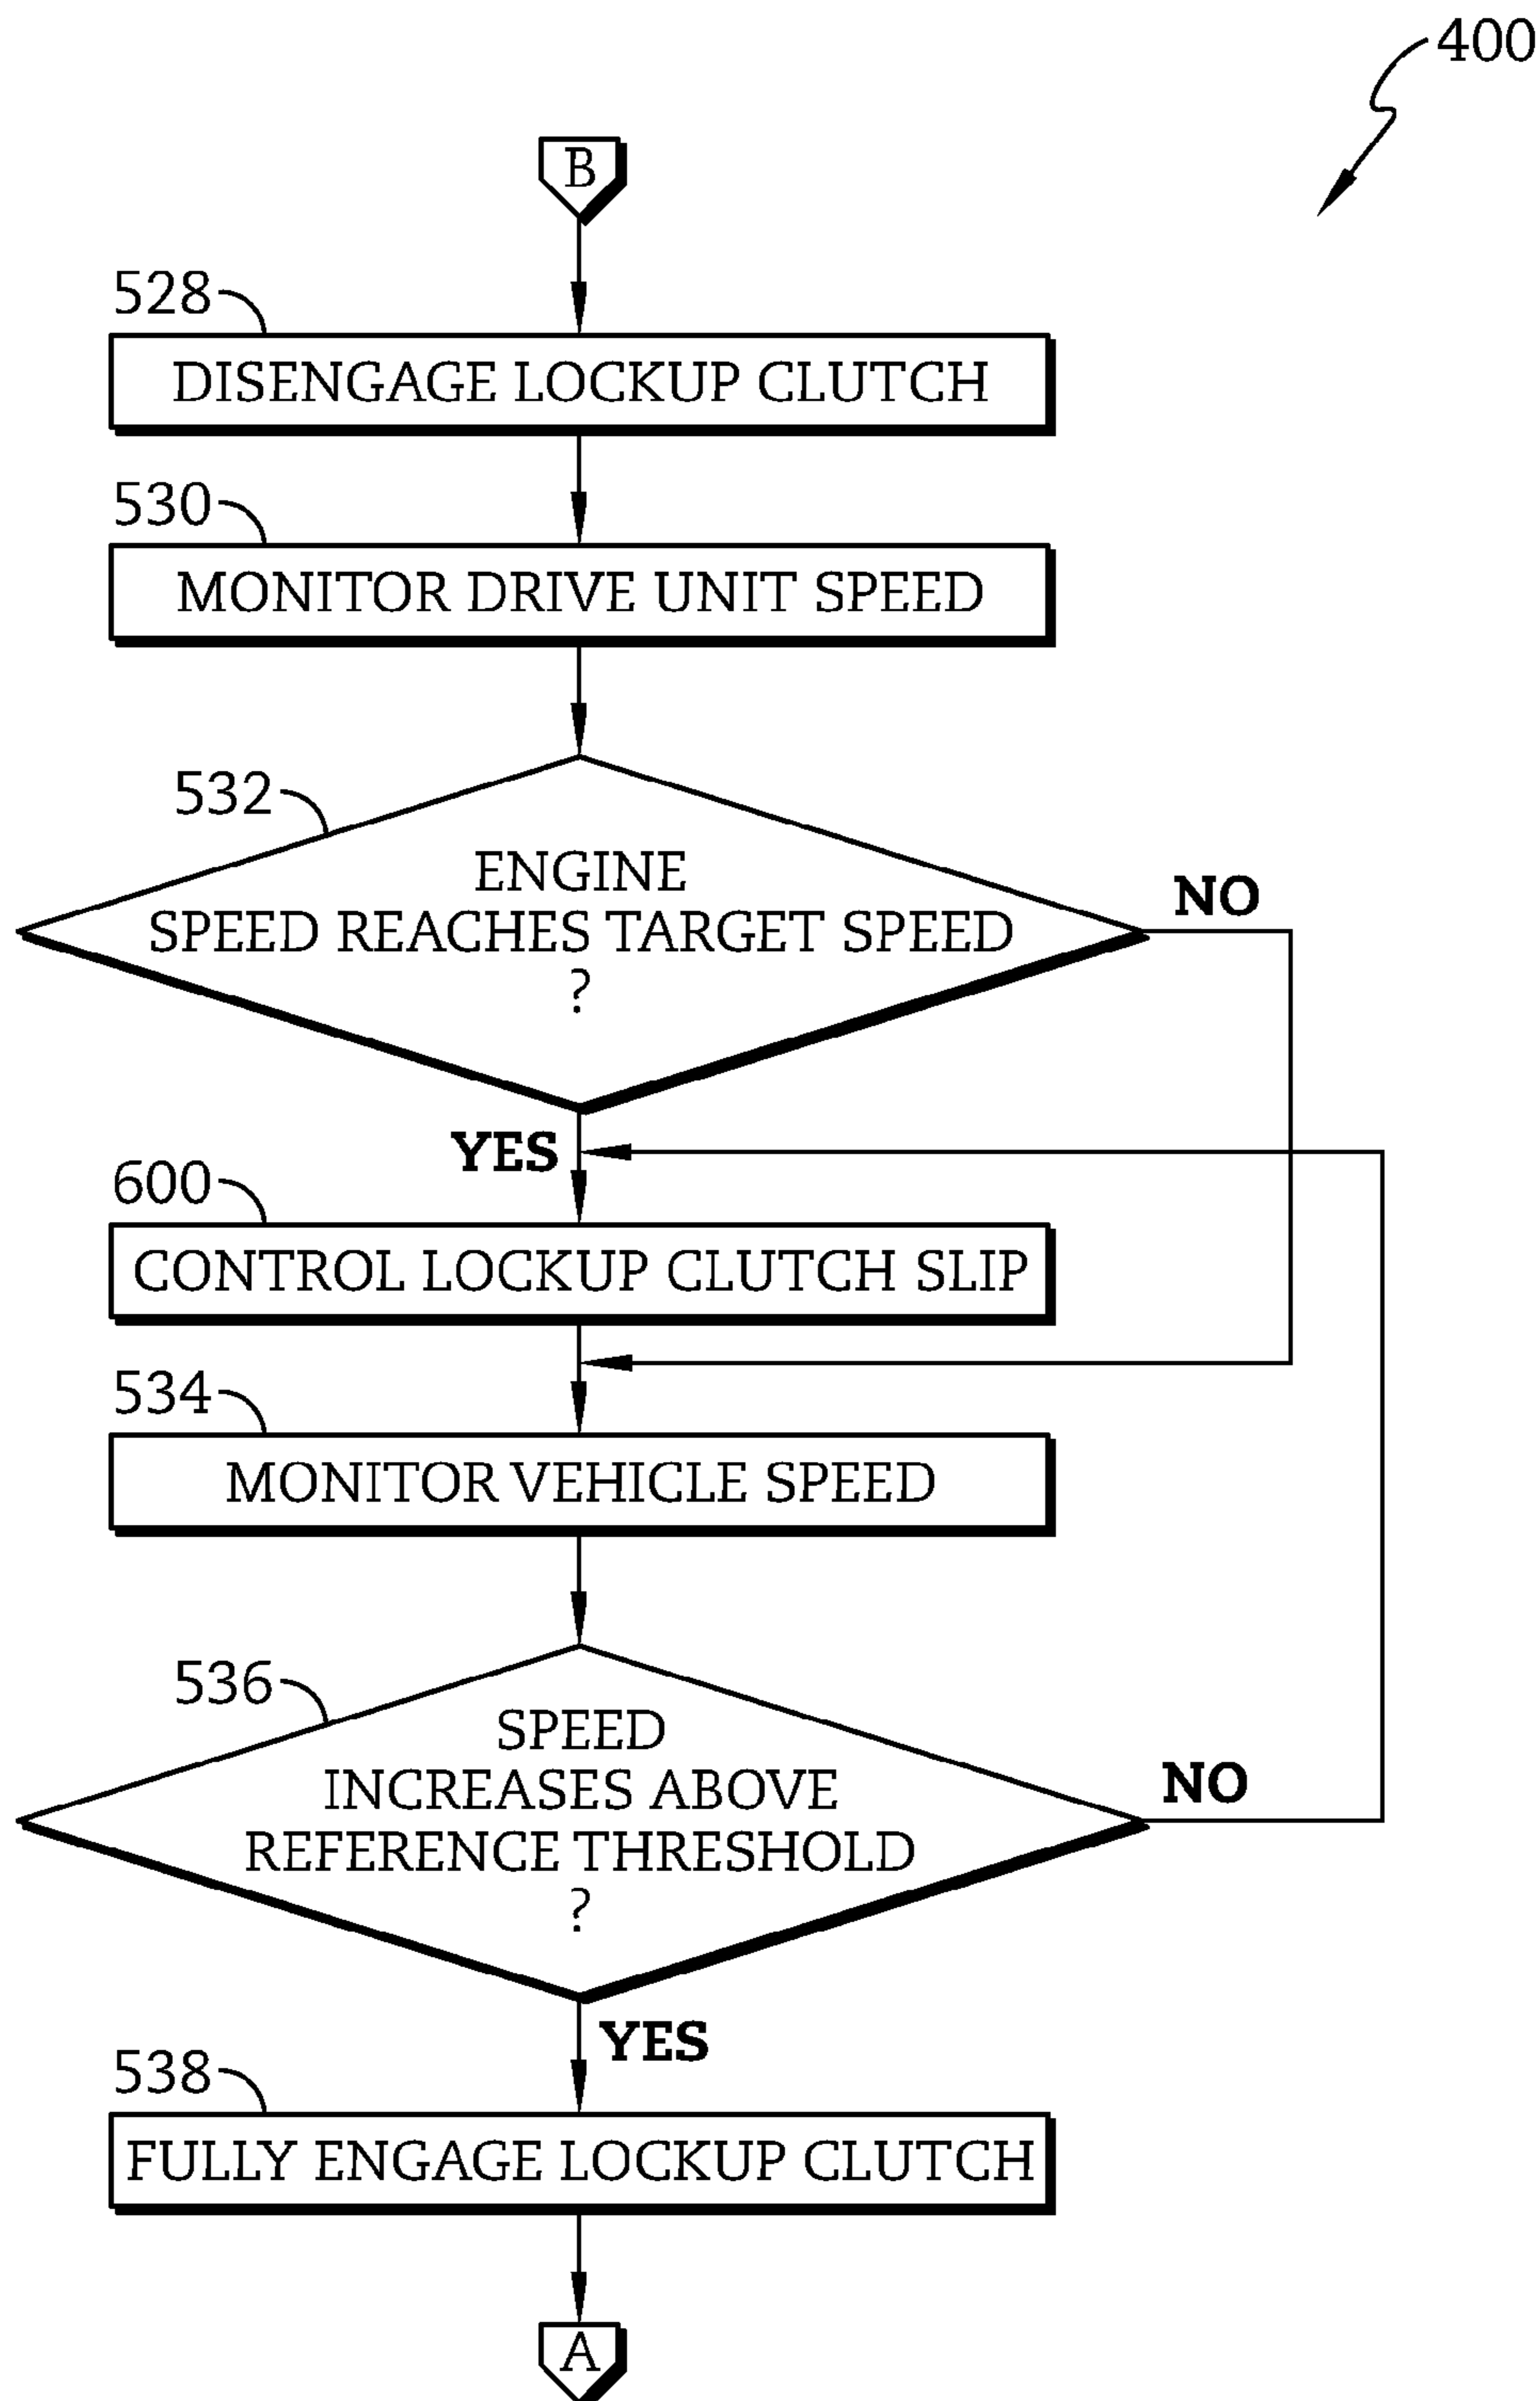 400
B
528
DISENGAGE LOCKUP CLUTCH
530
MONITOR DRIVE UNIT SPEED
532
ENGINE
SPEED REACHES TARGET SPEED
?
NO
YES
600
CONTROL LOCKUP CLUTCH SLIP
534
MONITOR VEHICLE SPEED
536
SPEED
INCREASES ABOVE
REFERENCE THRESHOLD
?
NO
YES
538
FULLY ENGAGE LOCKUP CLUTCH
A